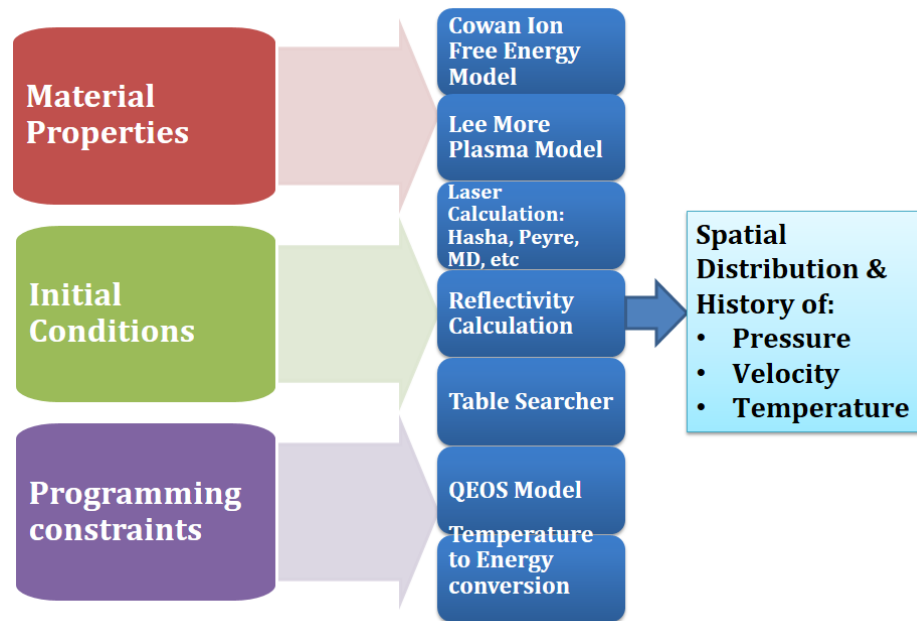 Material
Properties
Initial
Conditions
Programming
constraints
Cowan Ion
Free Energy
Model
Lee More
Plasma Model
Laser
Calculation:
Hasha, Peyre,
MD, etc
Reflectivity
Calculation
Table Searcher
QEOS Model
Temperature
to Energy
conversion
Spatial
Distribution &
History of:
• Pressure
• Velocity
• Temperature